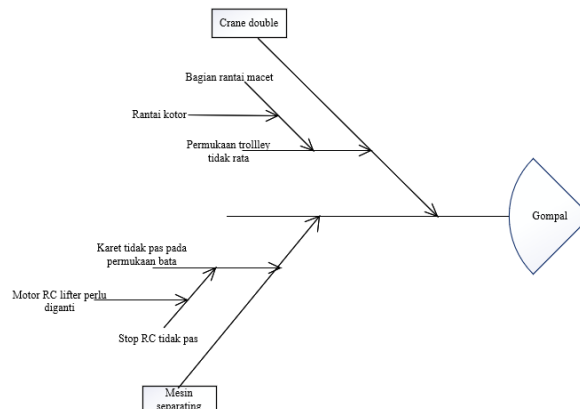 Crane double
Bagian rantai macet
Rantai kotor
Permukaan trollley
tidak rata
Gompal
Karet tidak pas pada
permukaan bata
Motor RC lifter perlu
diganti
Stop RC tidak pas
Mesin
separating